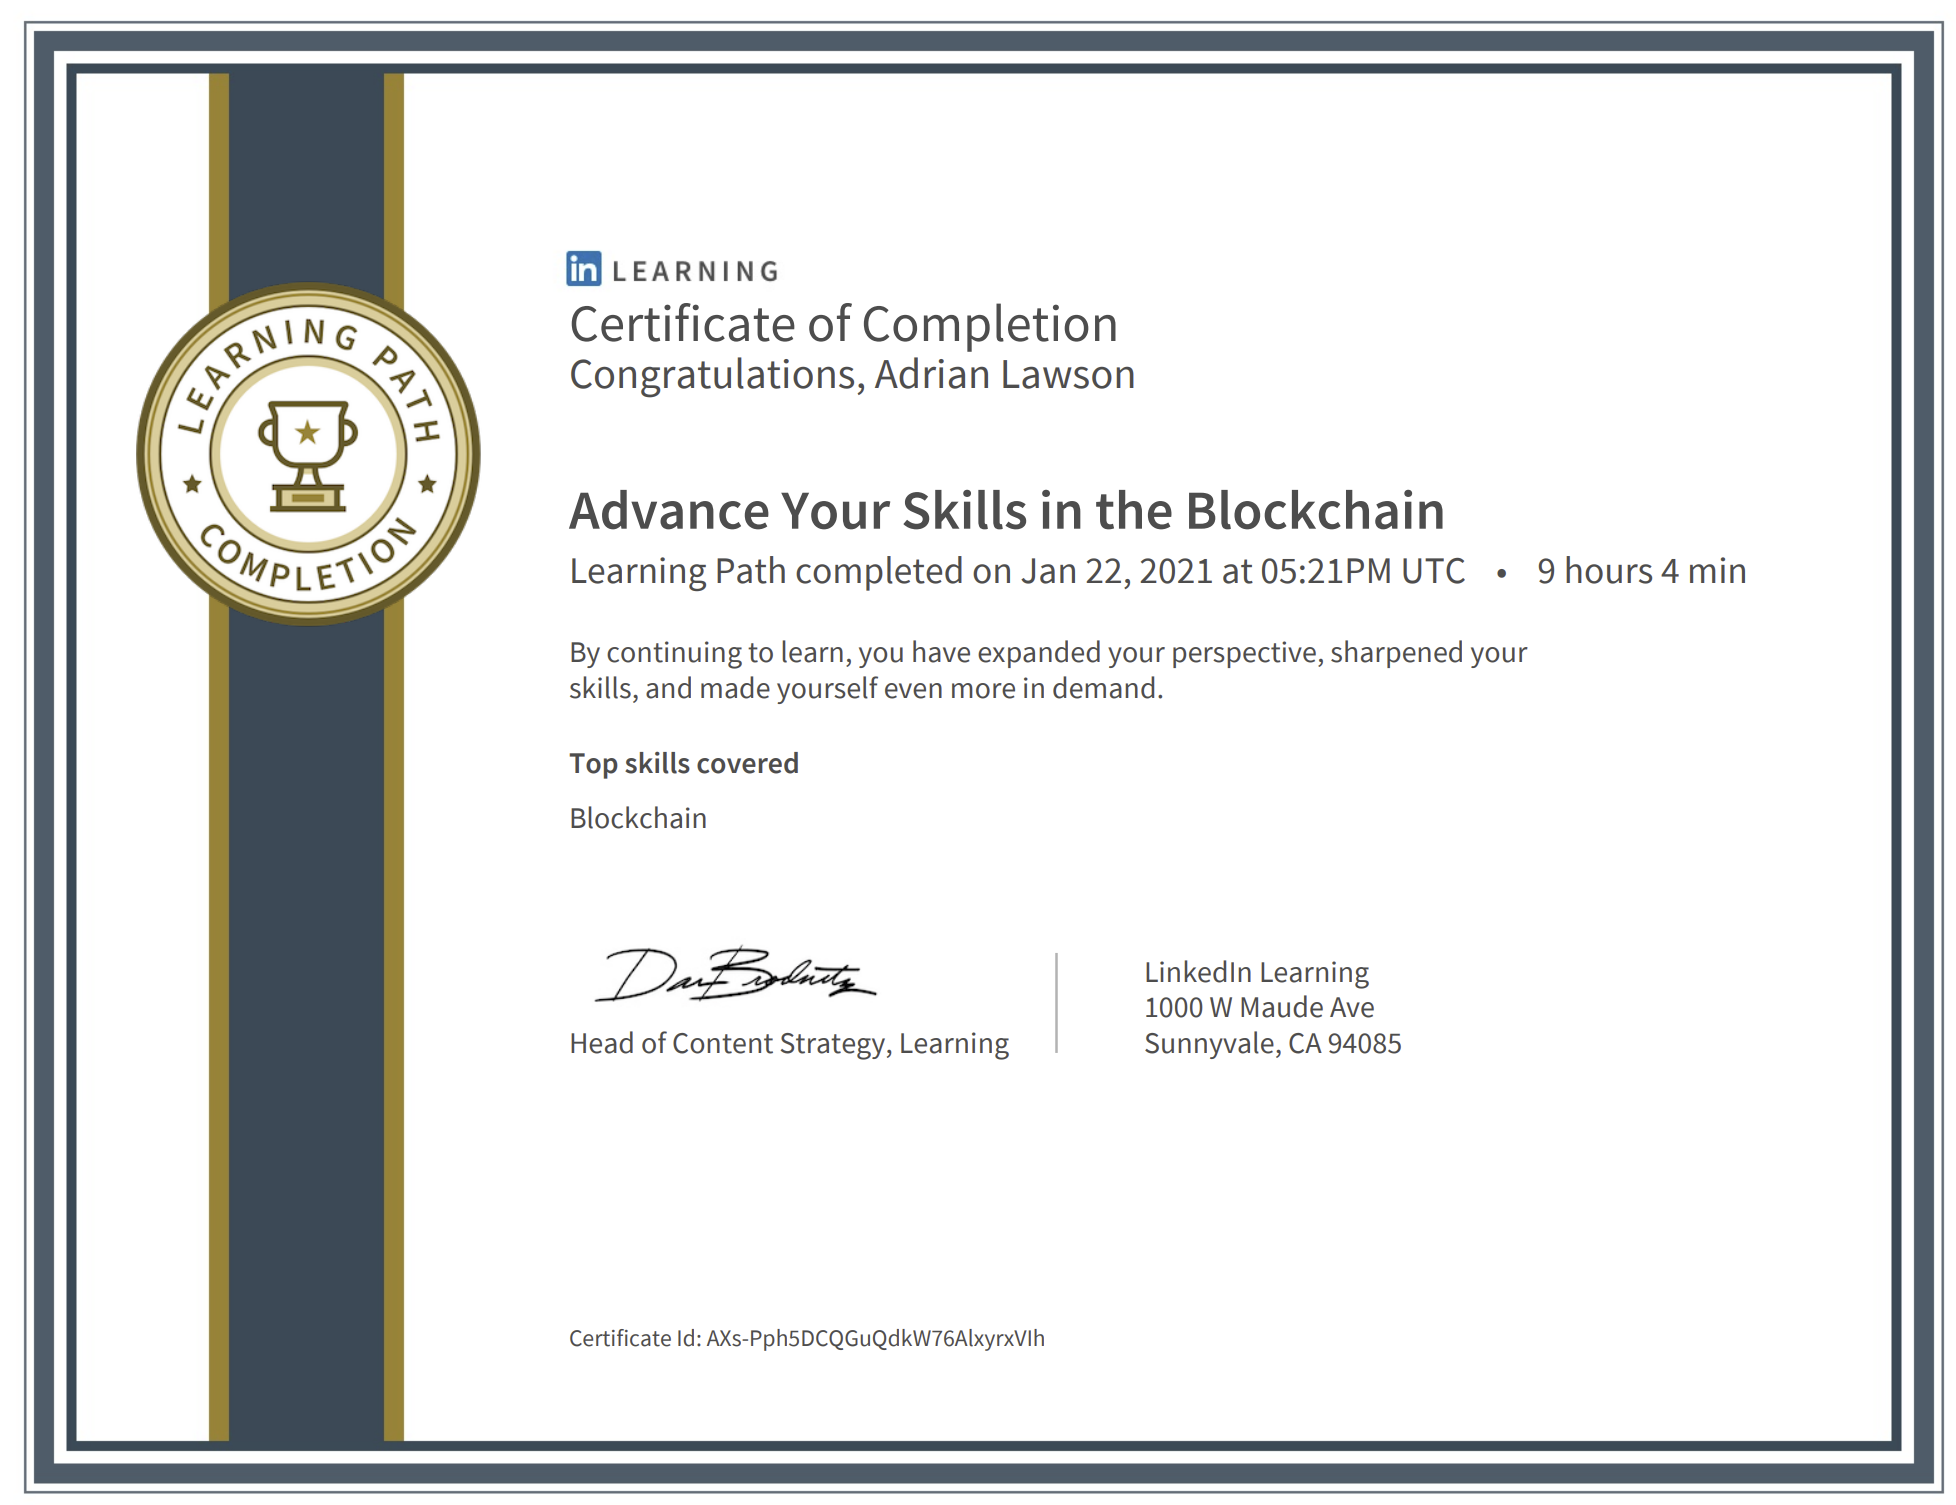 LEARNING PATH
COMPLETION
in LEARNING
Certificate of Completion
Congratulations, Adrian Lawson
Advance Your Skills in the Blockchain
Learning Path completed on Jan 22, 2021 at 05:21PM UTC • 9 hours 4 min
By continuing to learn, you have expanded your perspective, sharpened your
skills, and made yourself even more in demand.
Top skills covered
Blockchain
Head of Content Strategy, Learning
LinkedIn Learning
1000 W Maude Ave
Sunnyvale, CA 94085
Certificate Id: AXs-Pph5DCQGuQdkW76AlxyrxVIh